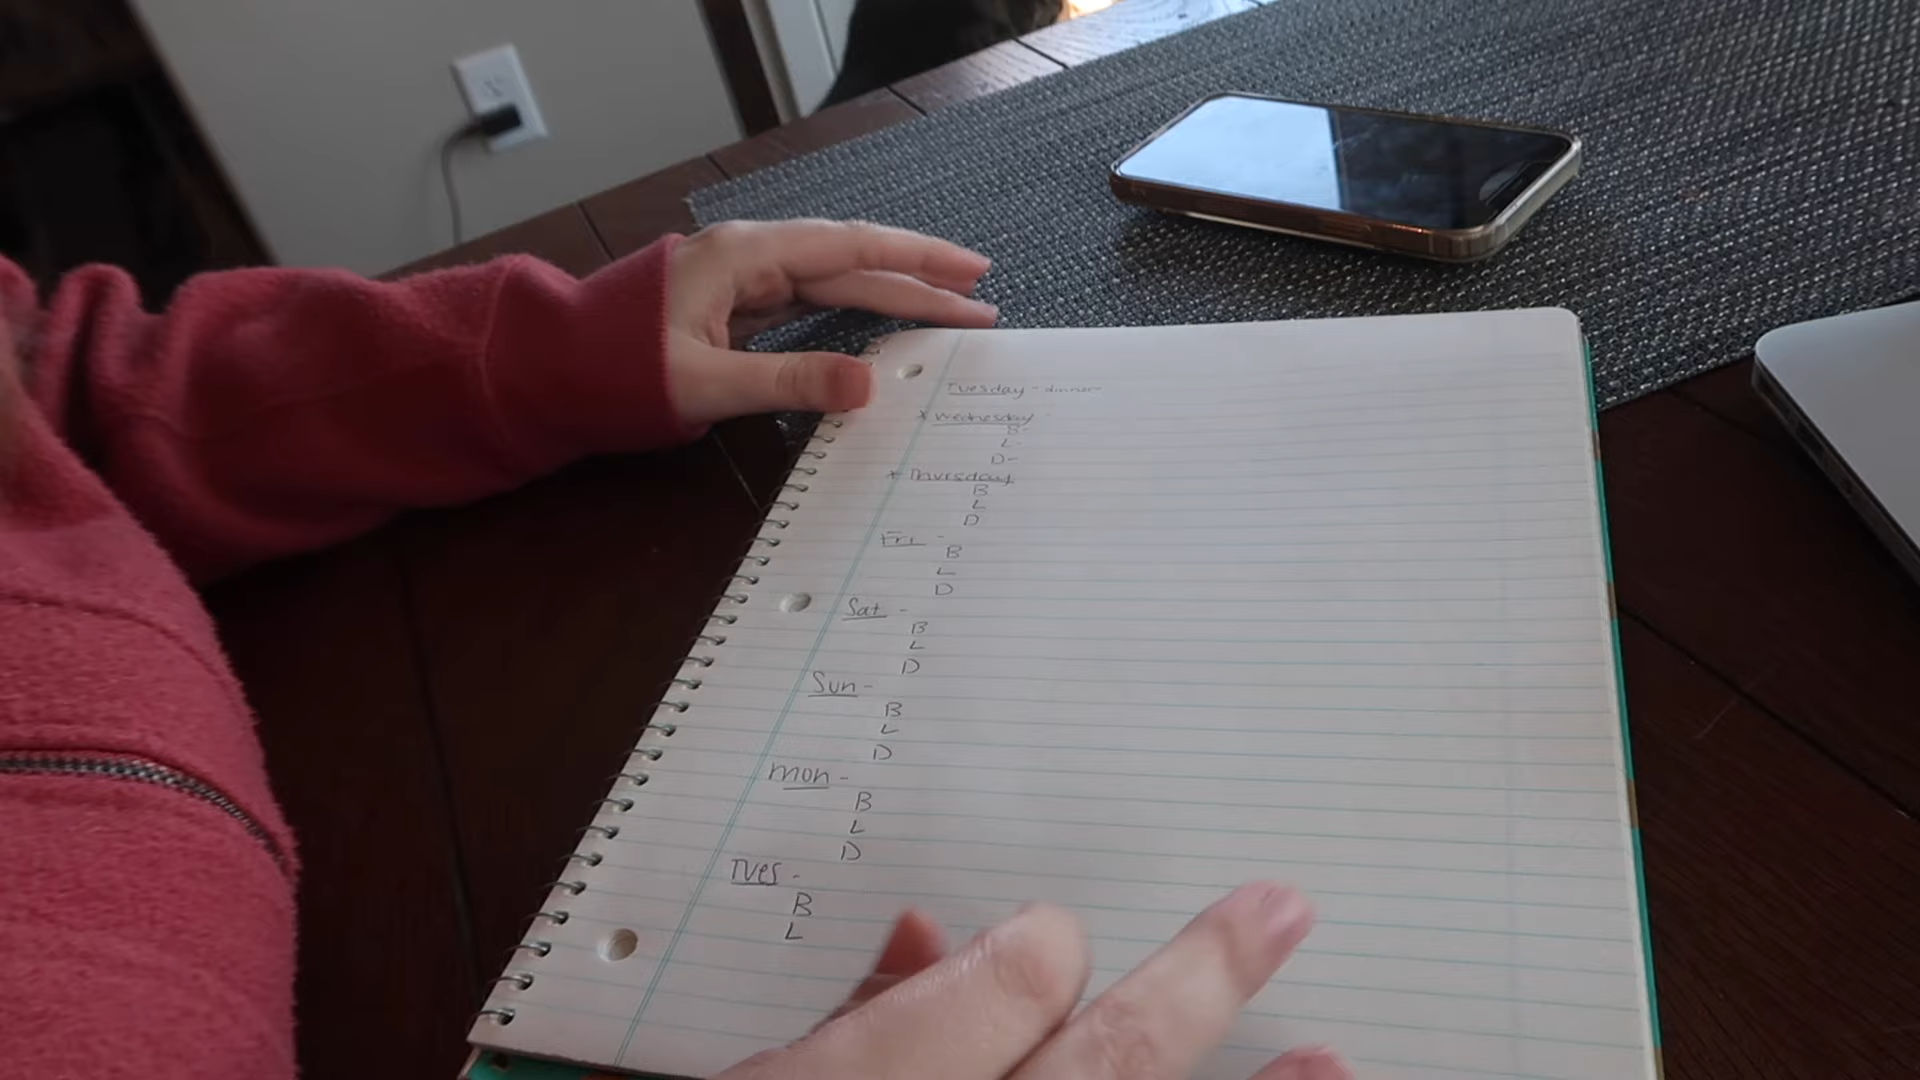 Tuesday - dinner
* Wednesday -
B-
L-
D-
* Thursday
B
L
D
Fri -
B
L
D
Sat -
B
L
D
Sun -
B
L
D
mon -
B
L
D
Tues -
B
L